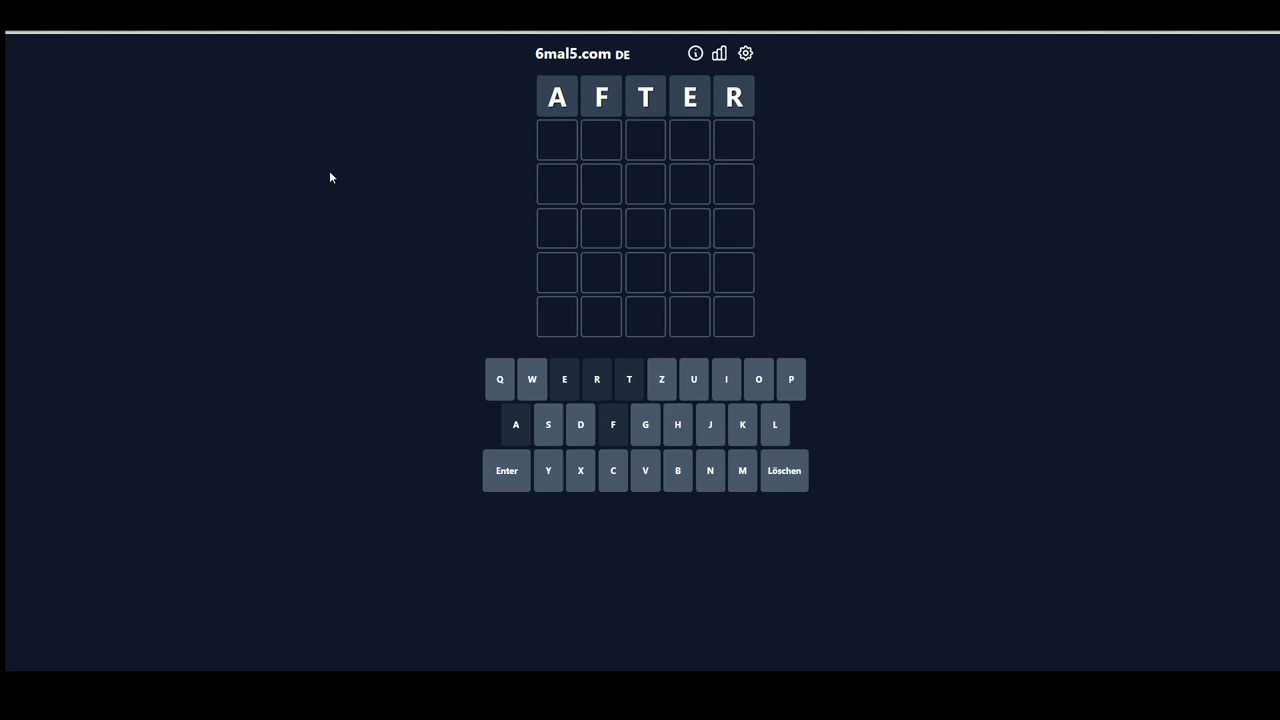 6mal5.com DE
A F T E R
Q W E R T Z U I O P
A S D F G H J K L
Enter Y X C V B N M Löschen